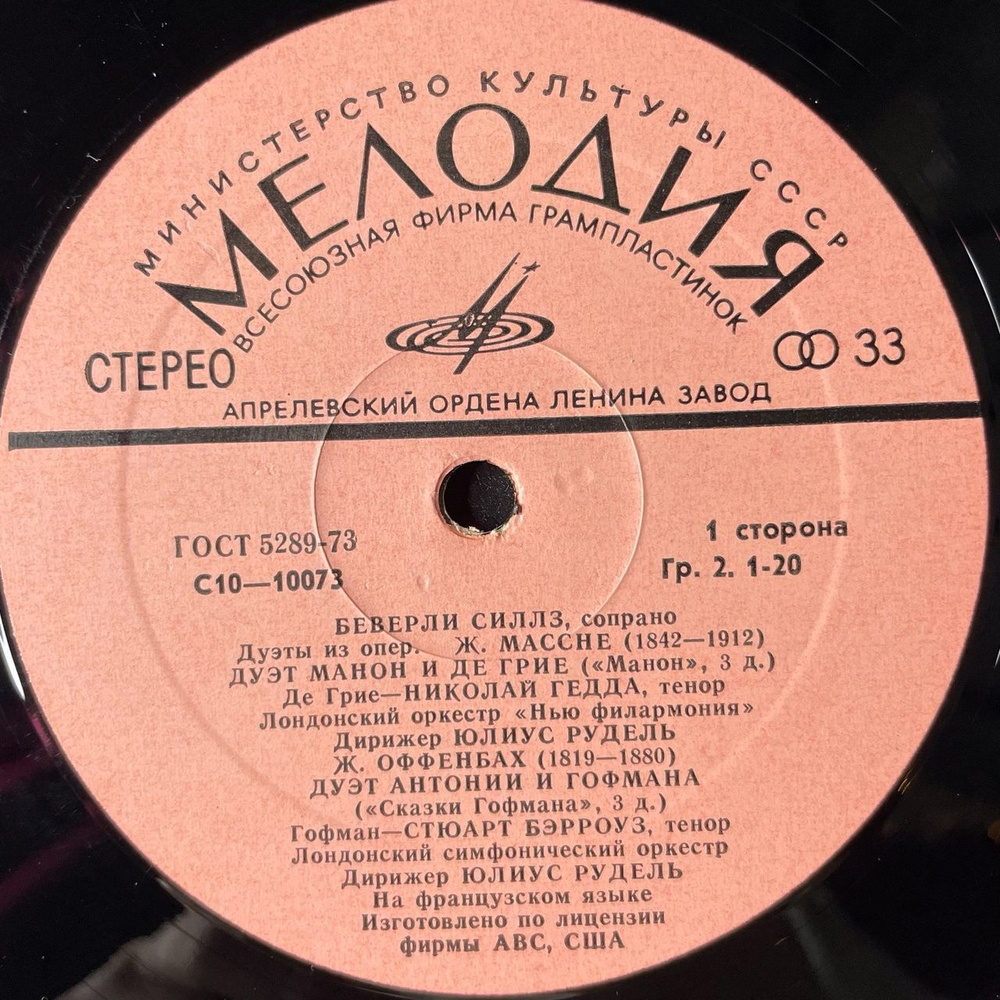 МИНИСТЕРСТВО КУЛЬТУРЫ СССР
МЕЛОДИЯ
ВСЕСОЮЗНАЯ ФИРМА ГРАМПЛАСТИНОК
СТЕРЕО
33
АПРЕЛЕВСКИЙ ОРДЕНА ЛЕНИНА ЗАВОД
ГОСТ 5289-73
1 сторона
С10—10073
Гр. 2. 1-20
БЕВЕРЛИ СИЛЛЗ, сопрано
Дуэты из опер. Ж. МАССНЕ (1842—1912)
ДУЭТ МАНОН И ДЕ ГРИЕ («Манон», 3 д.)
Де Грие—НИКОЛАЙ ГЕДДА, тенор
Лондонский оркестр «Нью филармония»
Дирижер ЮЛИУС РУДЕЛЬ
Ж. ОФФЕНБАХ (1819—1880)
ДУЭТ АНТОНИИ И ГОФМАНА
(«Сказки Гофмана», 3 д.)
Гофман—СТЮАРТ БЭРРОУЗ, тенор
Лондонский симфонический оркестр
Дирижер ЮЛИУС РУДЕЛЬ
На французском языке
Изготовлено по лицензии
фирмы АВС, США